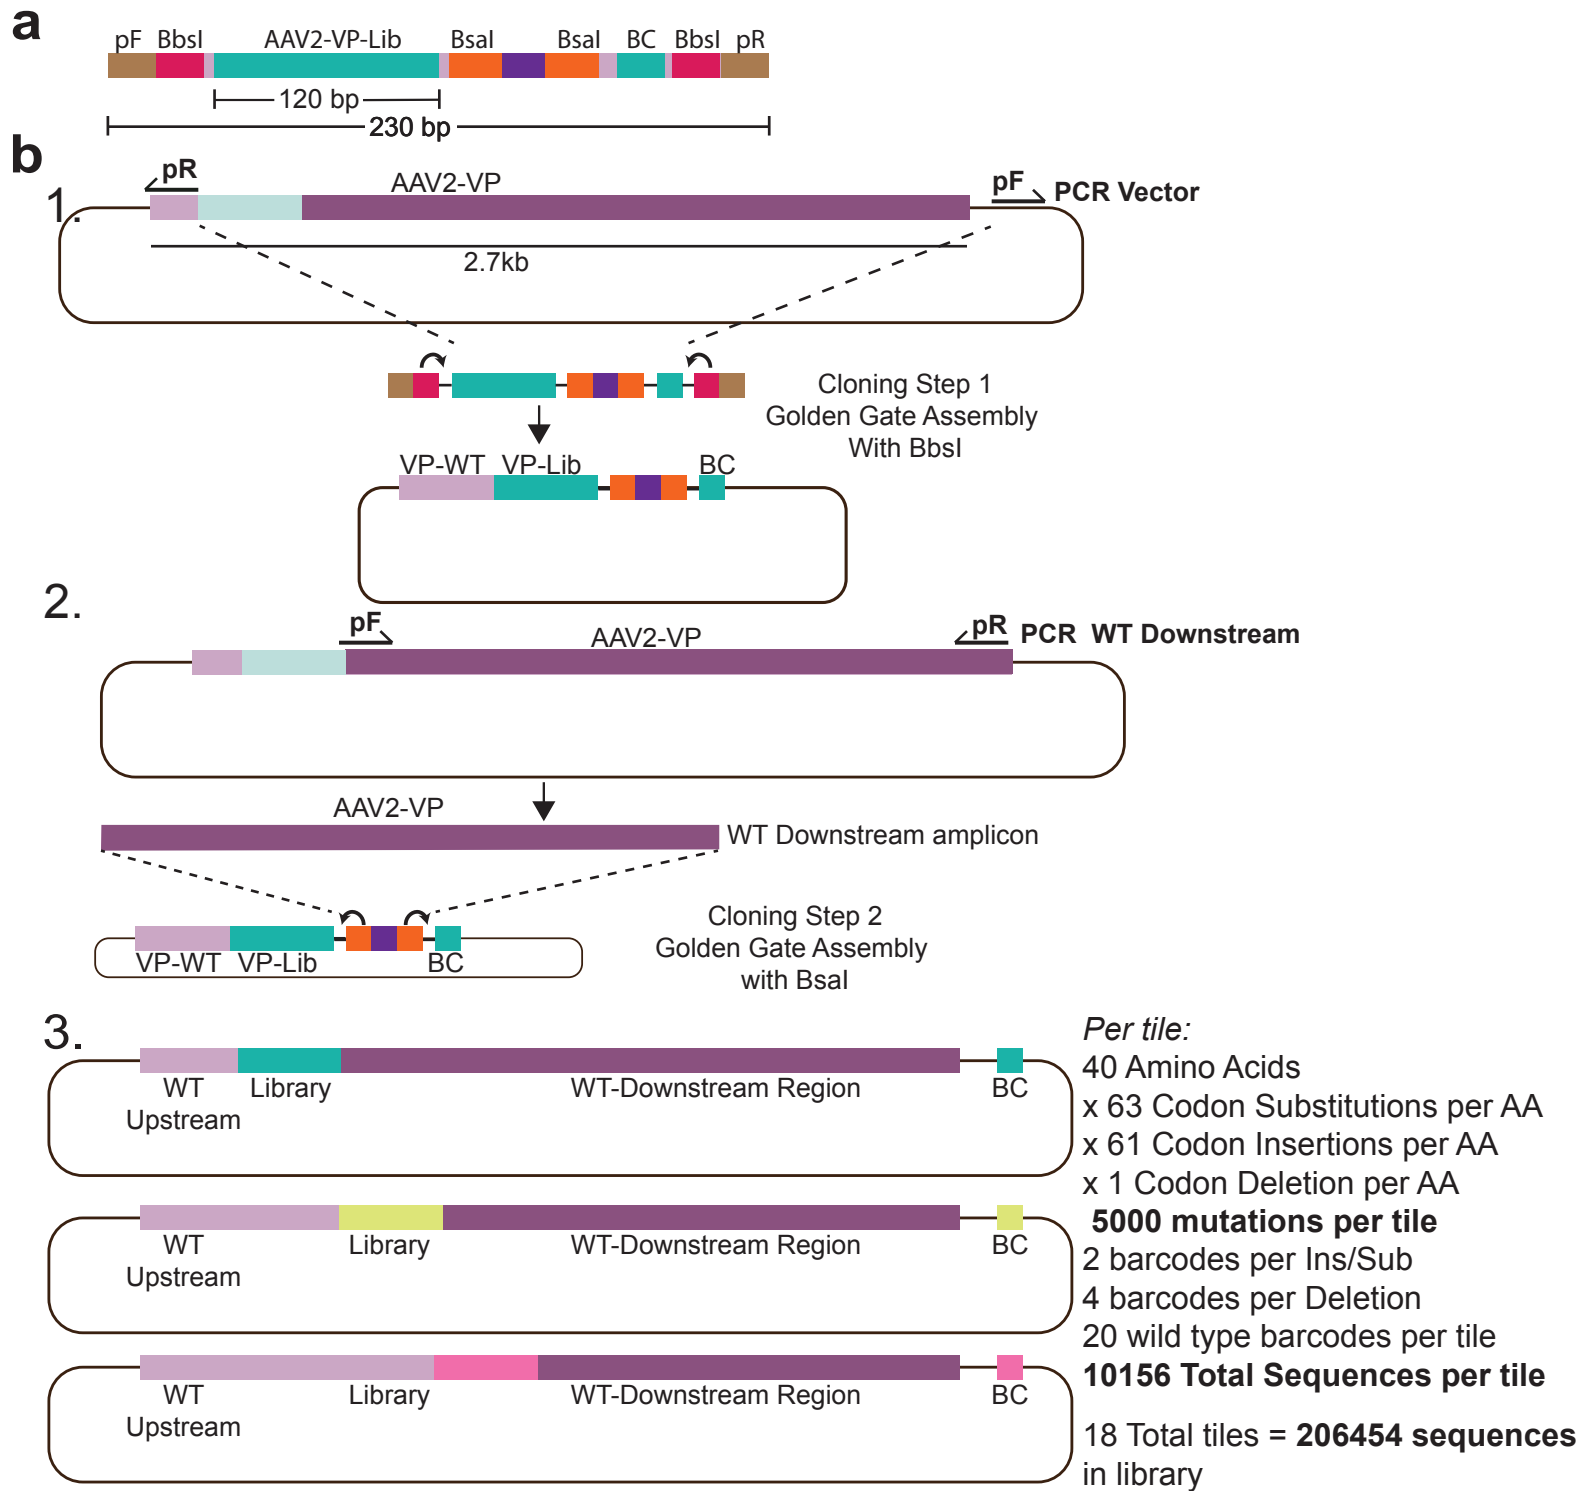 a
pF BbsI AAV2-VP-Lib BsaI BsaI BC BbsI pR
120 bp
230 bp
b
1.
pR
AAV2-VP
pF
PCR Vector
2.7kb
Cloning Step 1
Golden Gate Assembly
With BbsI
VP-WT VP-Lib BC
2.
pF
AAV2-VP
pR
PCR WT Downstream
AAV2-VP
WT Downstream amplicon
Cloning Step 2
Golden Gate Assembly
with BsaI
VP-WT VP-Lib BC
3.
WT
Upstream
Library
WT-Downstream Region
BC
WT
Upstream
Library
WT-Downstream Region
BC
WT
Upstream
Library
WT-Downstream Region
BC
Per tile:
40 Amino Acids
x 63 Codon Substitutions per AA
x 61 Codon Insertions per AA
x 1 Codon Deletion per AA
5000 mutations per tile
2 barcodes per Ins/Sub
4 barcodes per Deletion
20 wild type barcodes per tile
10156 Total Sequences per tile
18 Total tiles = 206454 sequences
in library